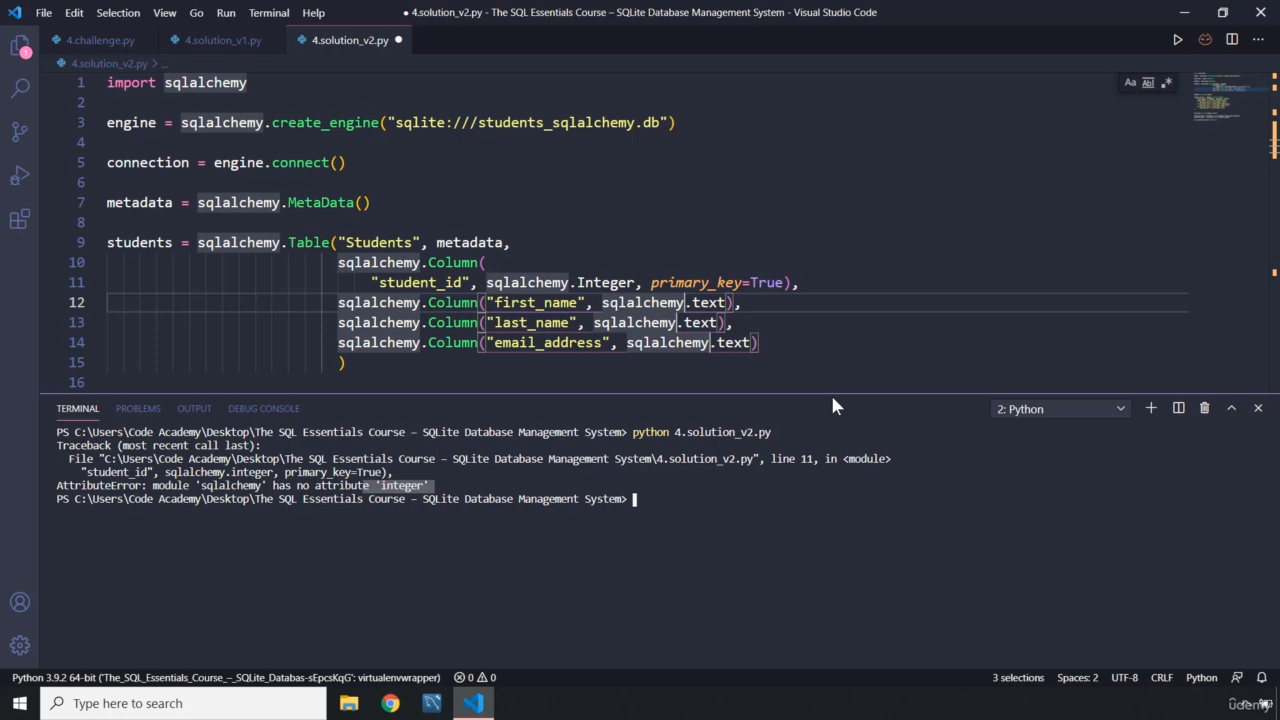 File Edit Selection View Go Run Terminal Help
● 4.solution_v2.py - The SQL Essentials Course – SQLite Database Management System - Visual Studio Code
1
4.challenge.py 4.solution_v1.py 4.solution_v2.py
4.solution_v2.py > ...
Aa Abl
1 import sqlalchemy
2
3 engine = sqlalchemy.create_engine("sqlite:///students_sqlalchemy.db")
4
5 connection = engine.connect()
6
7 metadata = sqlalchemy.MetaData()
8
9 students = sqlalchemy.Table("Students", metadata,
10 sqlalchemy.Column(
11 "student_id", sqlalchemy.Integer, primary_key=True),
12 sqlalchemy.Column("first_name", sqlalchemy.text),
13 sqlalchemy.Column("last_name", sqlalchemy.text),
14 sqlalchemy.Column("email_address", sqlalchemy.text)
15 )
16
TERMINAL PROBLEMS OUTPUT DEBUG CONSOLE 2: Python
PS C:\Users\Code Academy\Desktop\The SQL Essentials Course – SQLite Database Management System> python 4.solution_v2.py
Traceback (most recent call last):
File "C:\Users\Code Academy\Desktop\The SQL Essentials Course – SQLite Database Management System\4.solution_v2.py", line 11, in <module>
"student_id", sqlalchemy.integer, primary_key=True),
AttributeError: module 'sqlalchemy' has no attribute 'integer'
PS C:\Users\Code Academy\Desktop\The SQL Essentials Course – SQLite Database Management System>
Python 3.9.2 64-bit ('The_SQL_Essentials_Course_–_SQLite_Databas-sEpcsKqG': virtualenvwrapper) 0 0 3 selections Spaces: 2 UTF-8 CRLF Python
Type here to search
udemy